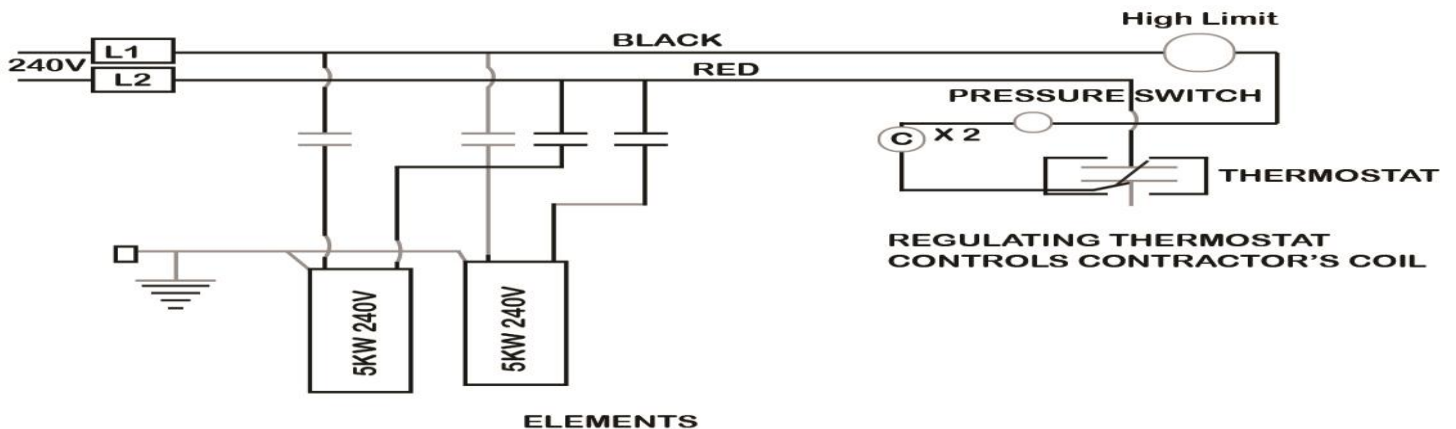 High Limit
L1
BLACK
240V
L2
RED
PRESSURE SWITCH
C X 2
THERMOSTAT
REGULATING THERMOSTAT
CONTROLS CONTRACTOR'S COIL
5KW 240V
5KW 240V
ELEMENTS